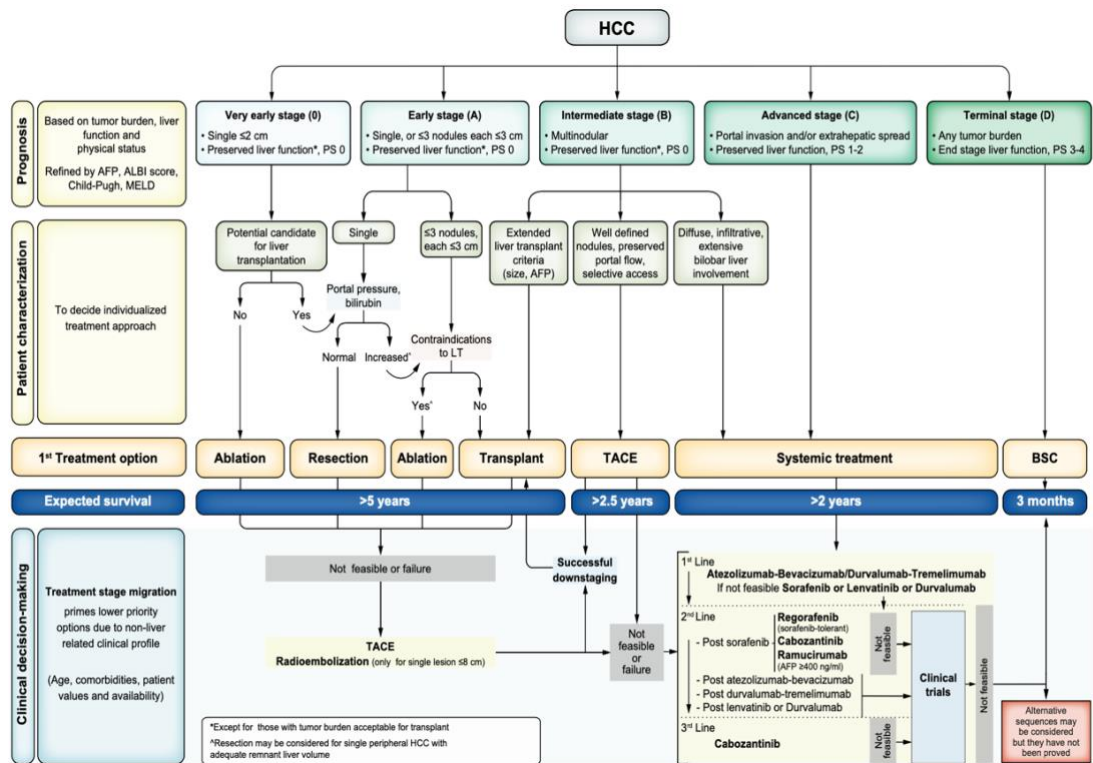 HCC
Prognosis
Based on tumor burden, liver
function and
physical status
Refined by AFP, ALBI score,
Child-Pugh, MELD
Very early stage (0)
• Single ≤2 cm
• Preserved liver function*, PS 0
Early stage (A)
• Single, or ≤3 nodules each ≤3 cm
• Preserved liver function*, PS 0
Intermediate stage (B)
• Multinodular
• Preserved liver function*, PS 0
Advanced stage (C)
• Portal invasion and/or extrahepatic spread
• Preserved liver function, PS 1-2
Terminal stage (D)
• Any tumor burden
• End stage liver function, PS 3-4
Patient characterization
To decide individualized
treatment approach
Potential candidate
for liver
transplantation
Single
≤3 nodules,
each ≤3 cm
Extended
liver transplant
criteria
(size, AFP)
Well defined
nodules, preserved
portal flow,
selective access
Diffuse, infiltrative,
extensive
bilobar liver
involvement
No
Yes
Portal pressure,
bilirubin
Normal
Increased^
Contraindications
to LT
Yes^
No
1st Treatment option
Ablation
Resection
Ablation
Transplant
TACE
Systemic treatment
BSC
Expected survival
>5 years
>2.5 years
>2 years
3 months
Clinical decision-making
Treatment stage migration
primes lower priority
options due to non-liver
related clinical profile
(Age, comorbidities, patient
values and availability)
Not feasible or failure
TACE
Radioembolization (only for single lesion ≤8 cm)
Successful
downstaging
Not
feasible
or
failure
1st Line
Atezolizumab-Bevacizumab/Durvalumab-Tremelimumab
If not feasible Sorafenib or Lenvatinib or Durvalumab
2nd Line
- Post sorafenib -
Regorafenib
(sorafenib-tolerant)
Cabozantinib
Ramucirumab
(AFP ≥400 ng/ml)
Not
feasible
- Post atezolizumab-bevacizumab
- Post durvalumab-tremelimumab
- Post lenvatinib or Durvalumab
3rd Line
Cabozantinib
Not
feasible
Clinical
trials
Not feasible
Alternative
sequences may
be considered
but they have not
been proved
*Except for those with tumor burden acceptable for transplant
^Resection may be considered for single peripheral HCC with
adequate remnant liver volume